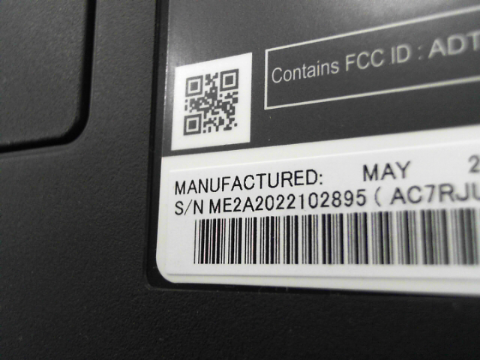 Contains FCC ID : ADT
MANUFACTURED: MAY 2
S/N ME2A2022102895 ( AC7RJU